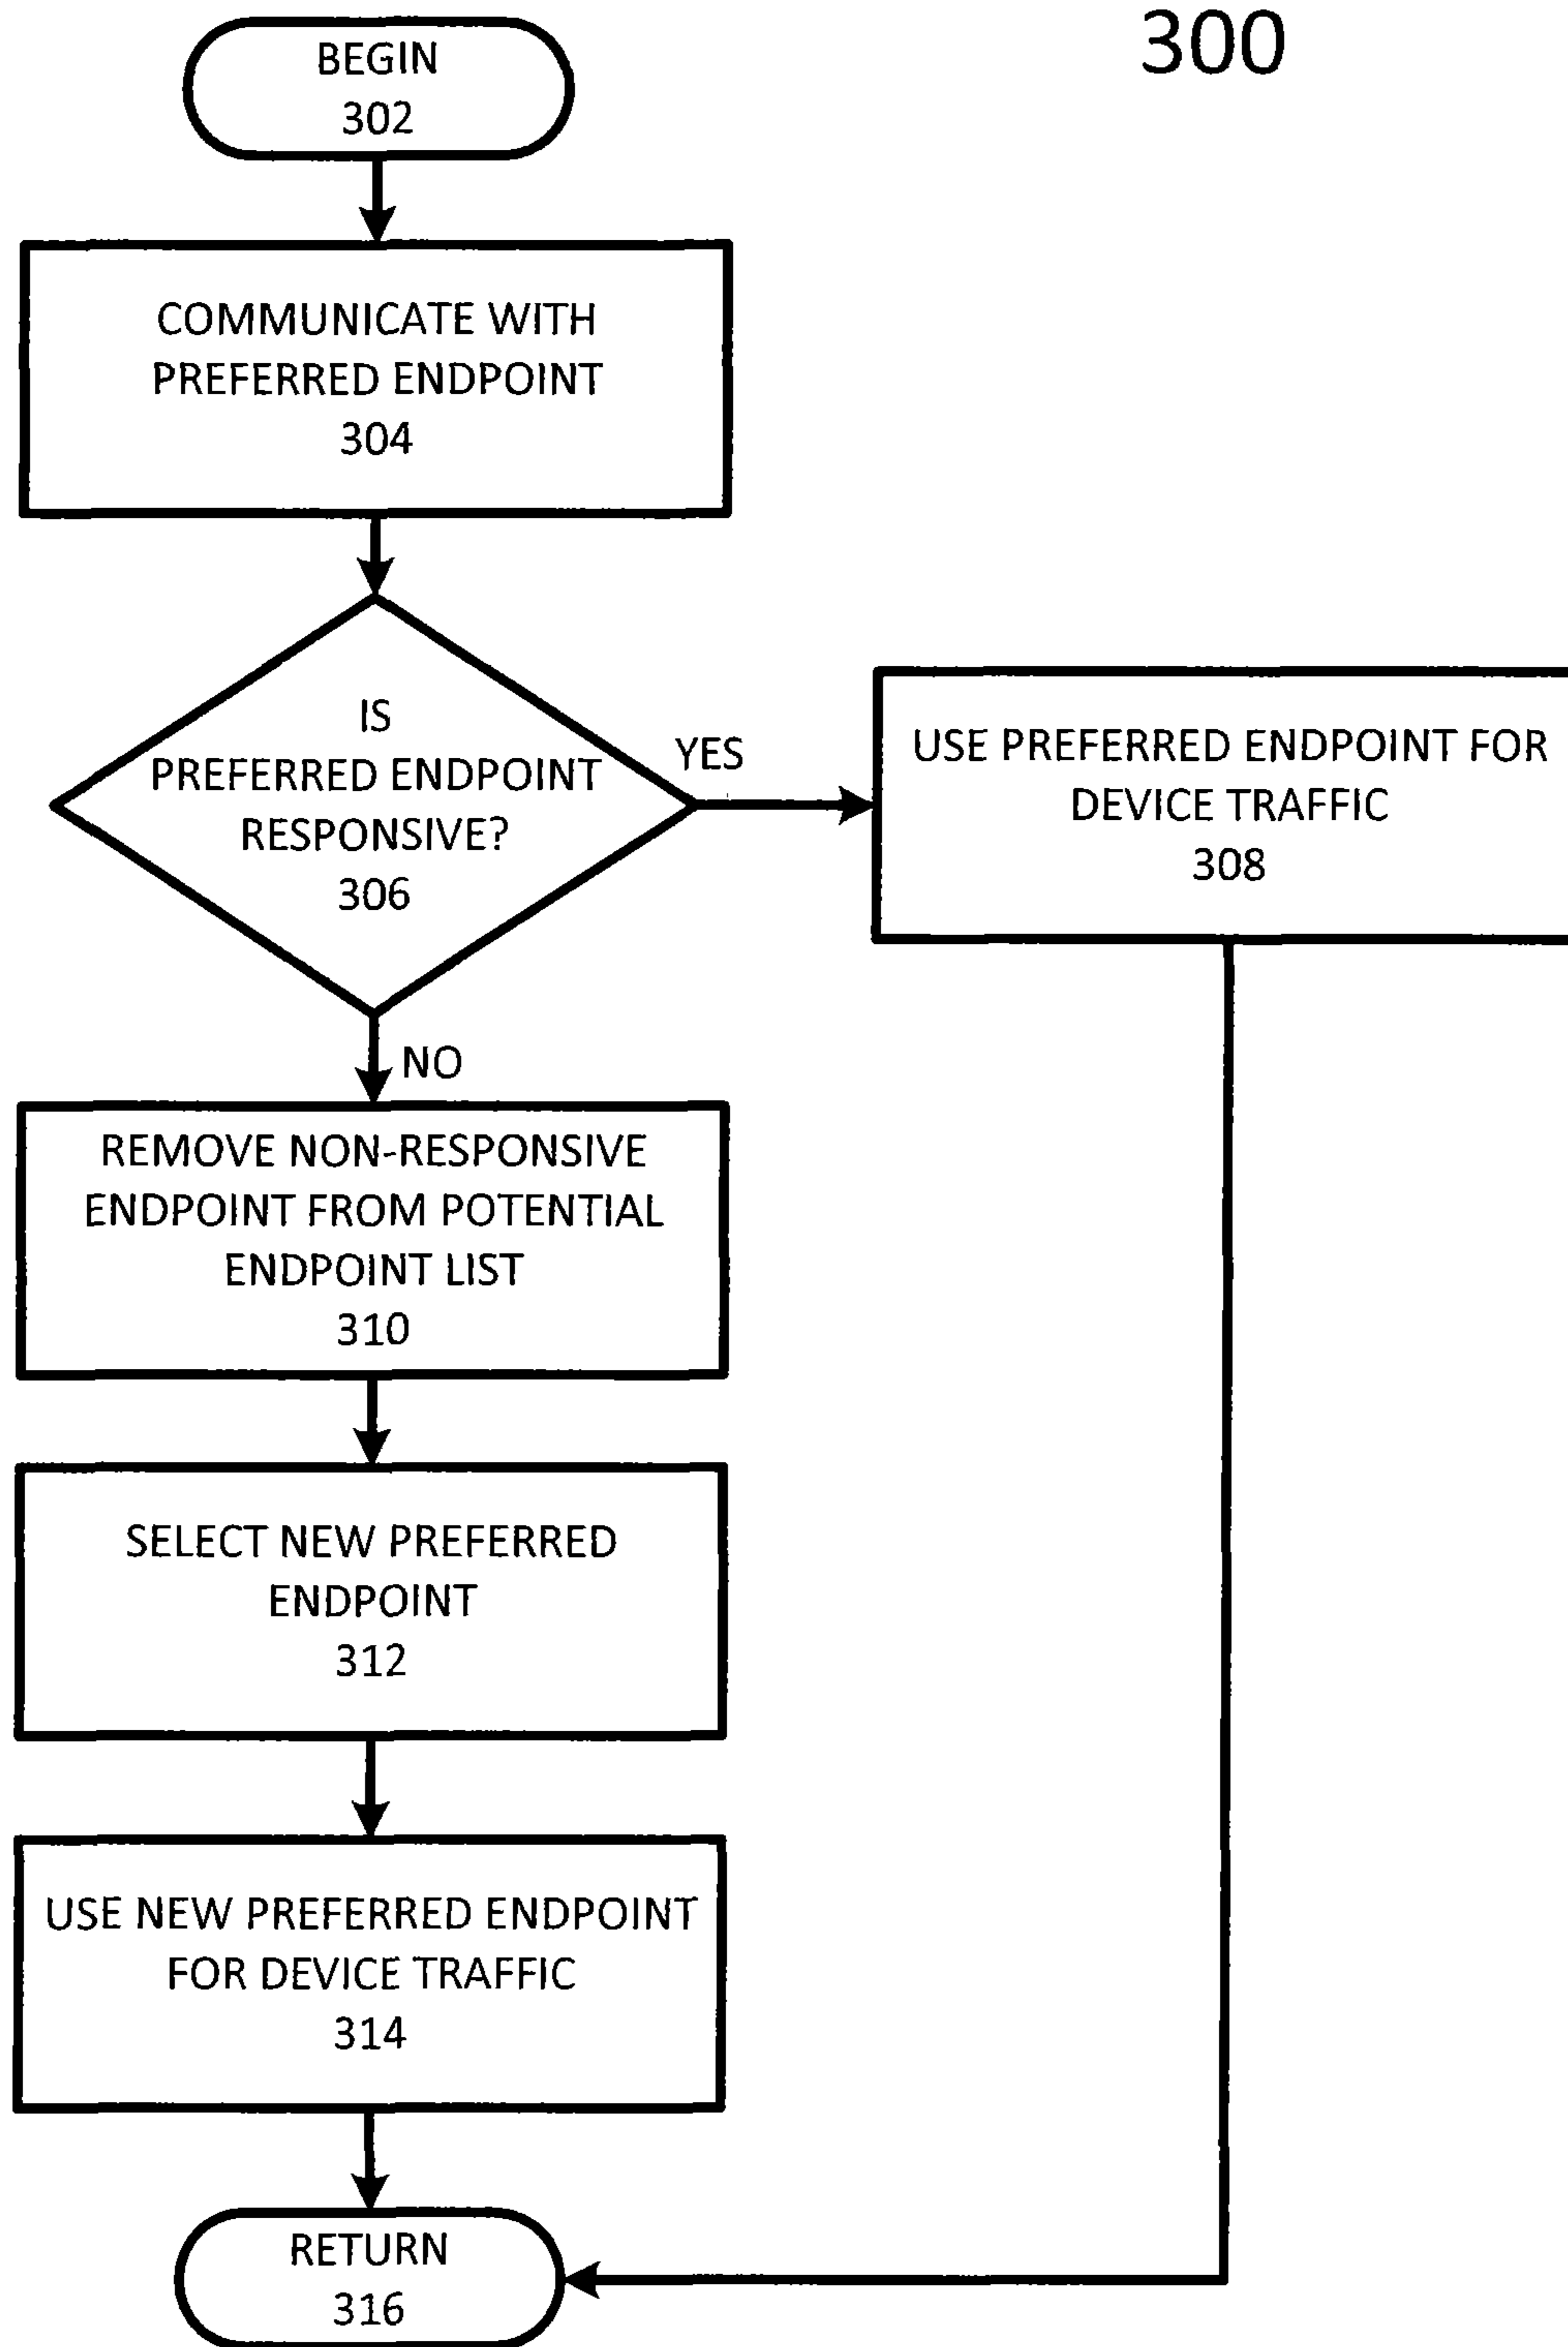 300
BEGIN
302
COMMUNICATE WITH
PREFERRED ENDPOINT
304
IS
PREFERRED ENDPOINT
RESPONSIVE?
306
YES
USE PREFERRED ENDPOINT FOR
DEVICE TRAFFIC
308
NO
REMOVE NON-RESPONSIVE
ENDPOINT FROM POTENTIAL
ENDPOINT LIST
310
SELECT NEW PREFERRED
ENDPOINT
312
USE NEW PREFERRED ENDPOINT
FOR DEVICE TRAFFIC
314
RETURN
316